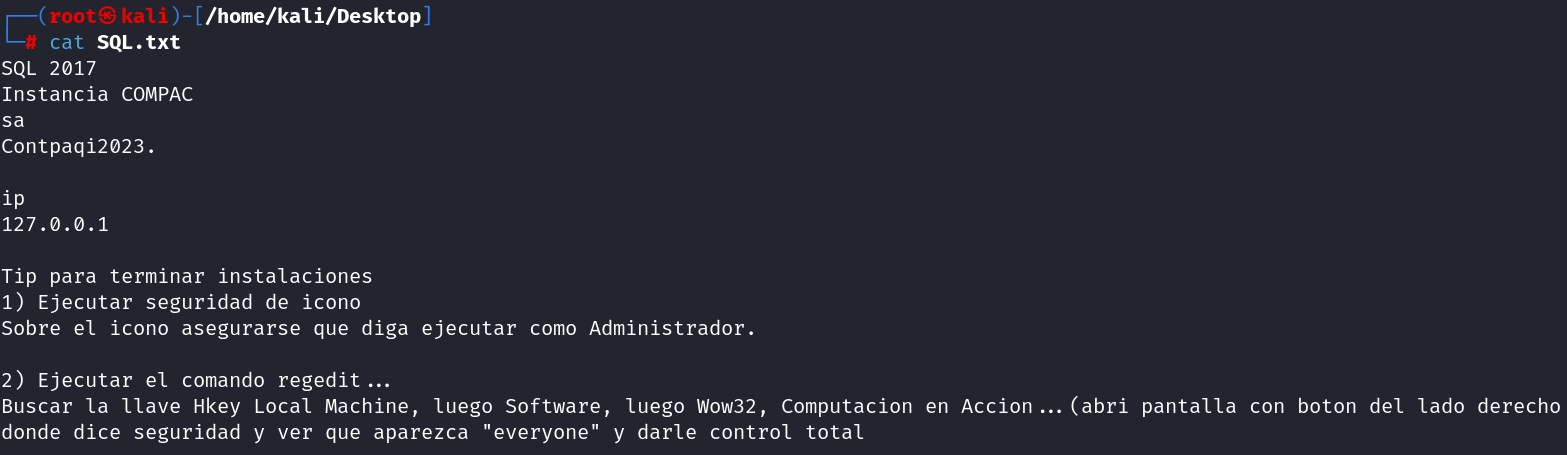 ┌──(root㉿kali)-[/home/kali/Desktop]
└─# cat SQL.txt
SQL 2017
Instancia COMPAC
sa
Contpaqi2023.
ip
127.0.0.1
Tip para terminar instalaciones
1) Ejecutar seguridad de icono
Sobre el icono asegurarse que diga ejecutar como Administrador.
2) Ejecutar el comando regedit...
Buscar la llave Hkey Local Machine, luego Software, luego Wow32, Computacion en Accion...(abri pantalla con boton del lado derecho
donde dice seguridad y ver que aparezca "everyone" y darle control total